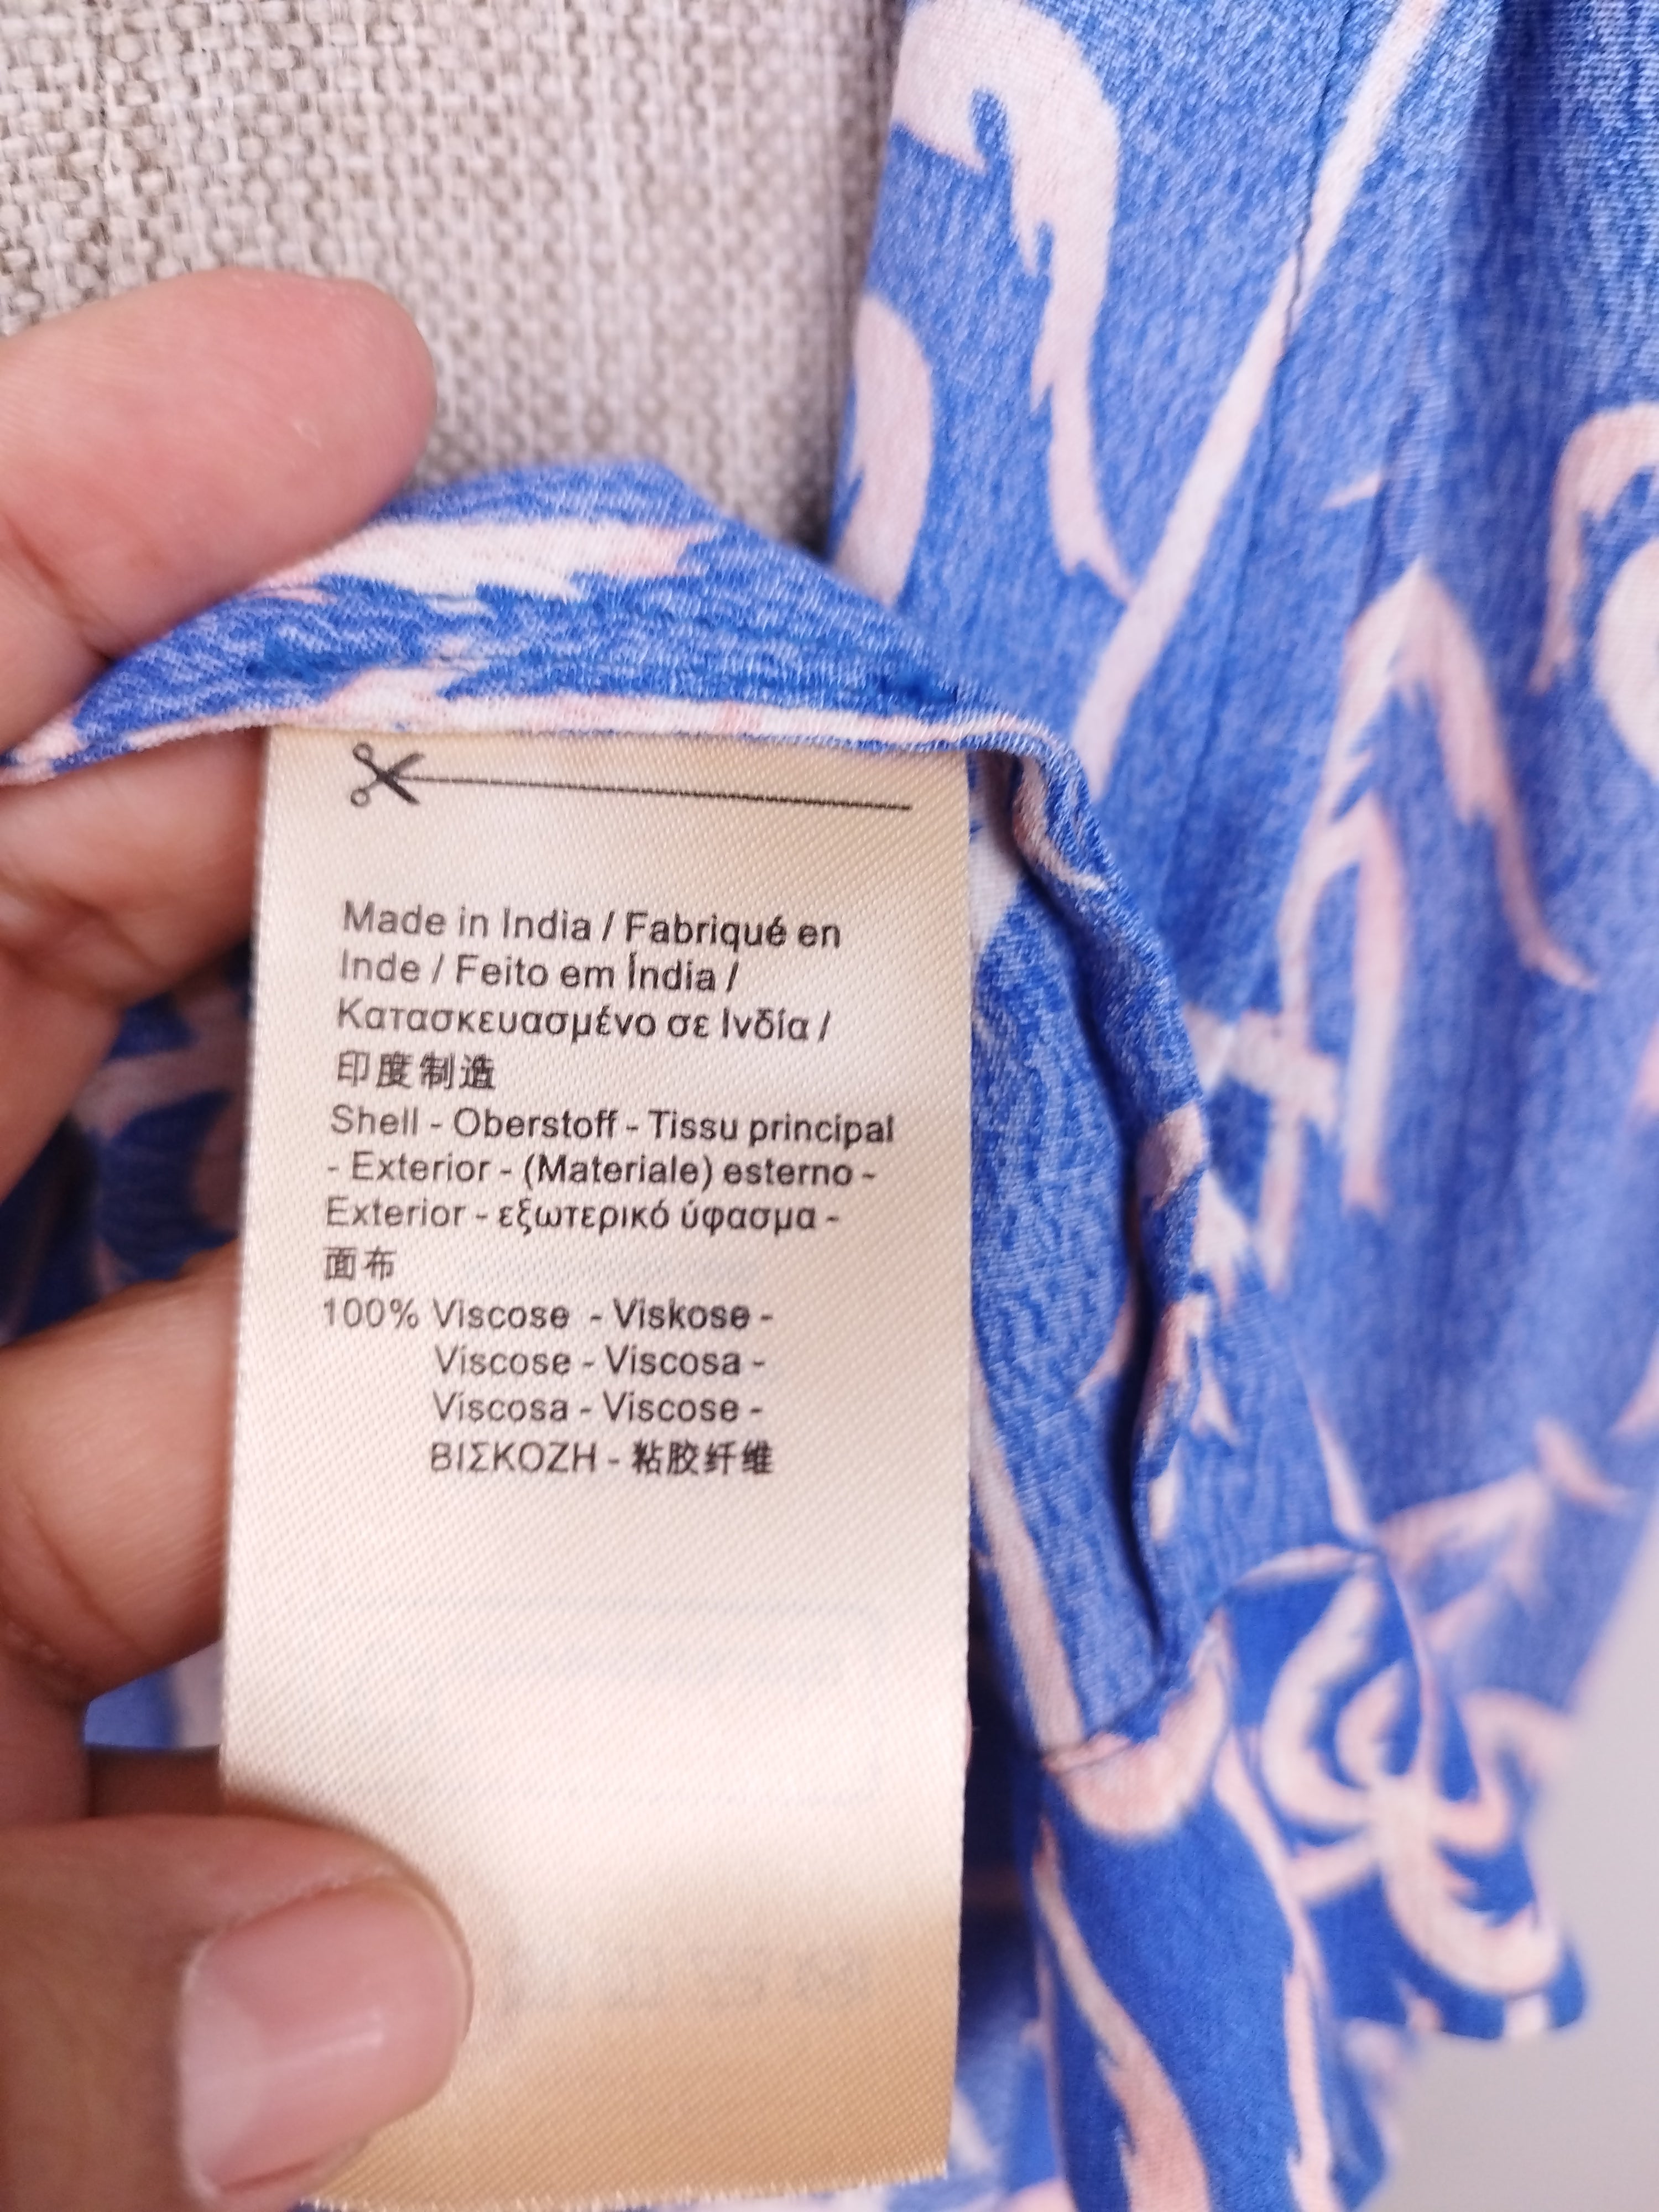 Made in India / Fabriqué en
Inde / Feito em Índia /
Κατασκευασμένο σε Ινδία /
印度制造
Shell - Oberstoff - Tissu principal
- Exterior - (Materiale) esterno -
Exterior - εξωτερικό ύφασμα -
面布
100% Viscose - Viskose -
Viscose - Viscosa -
Viscosa - Viscose -
ΒΙΣΚΟΖΗ - 粘胶纤维